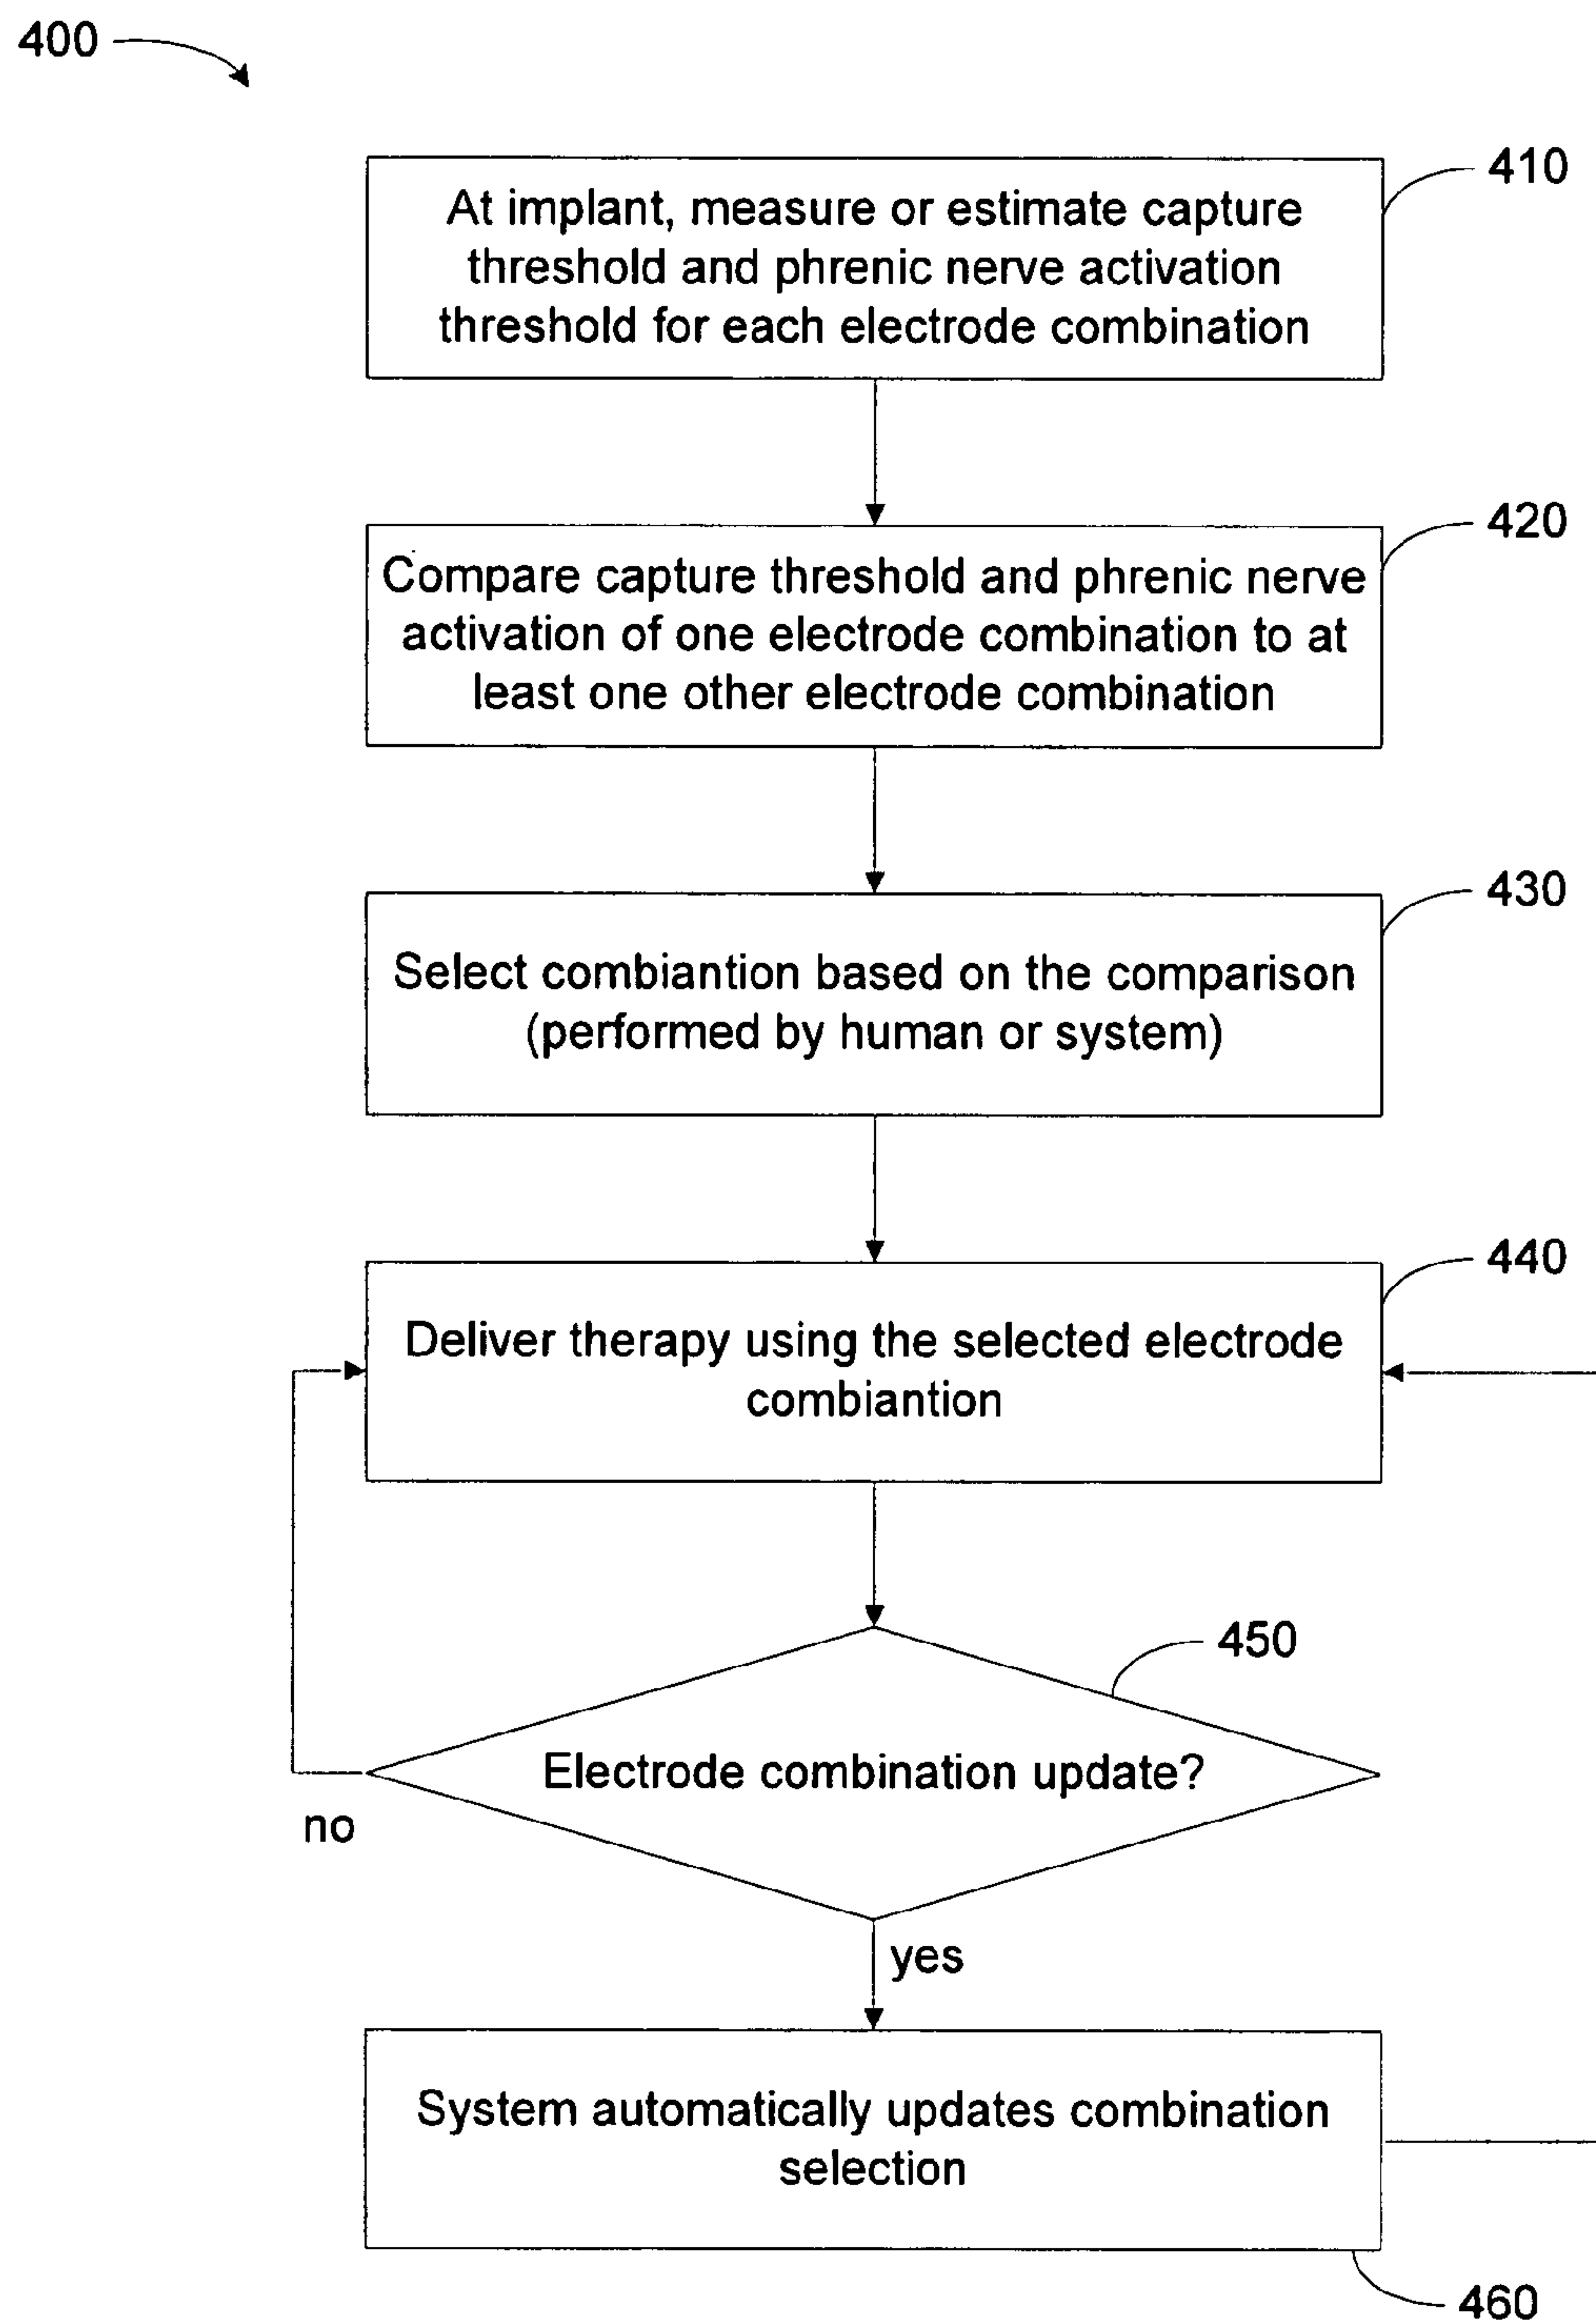 400
410
At implant, measure or estimate capture
threshold and phrenic nerve activation
threshold for each electrode combination
420
Compare capture threshold and phrenic nerve
activation of one electrode combination to at
least one other electrode combination
430
Select combiantion based on the comparison
(performed by human or system)
440
Deliver therapy using the selected electrode
combiantion
450
Electrode combination update?
no
yes
System automatically updates combination
selection
460